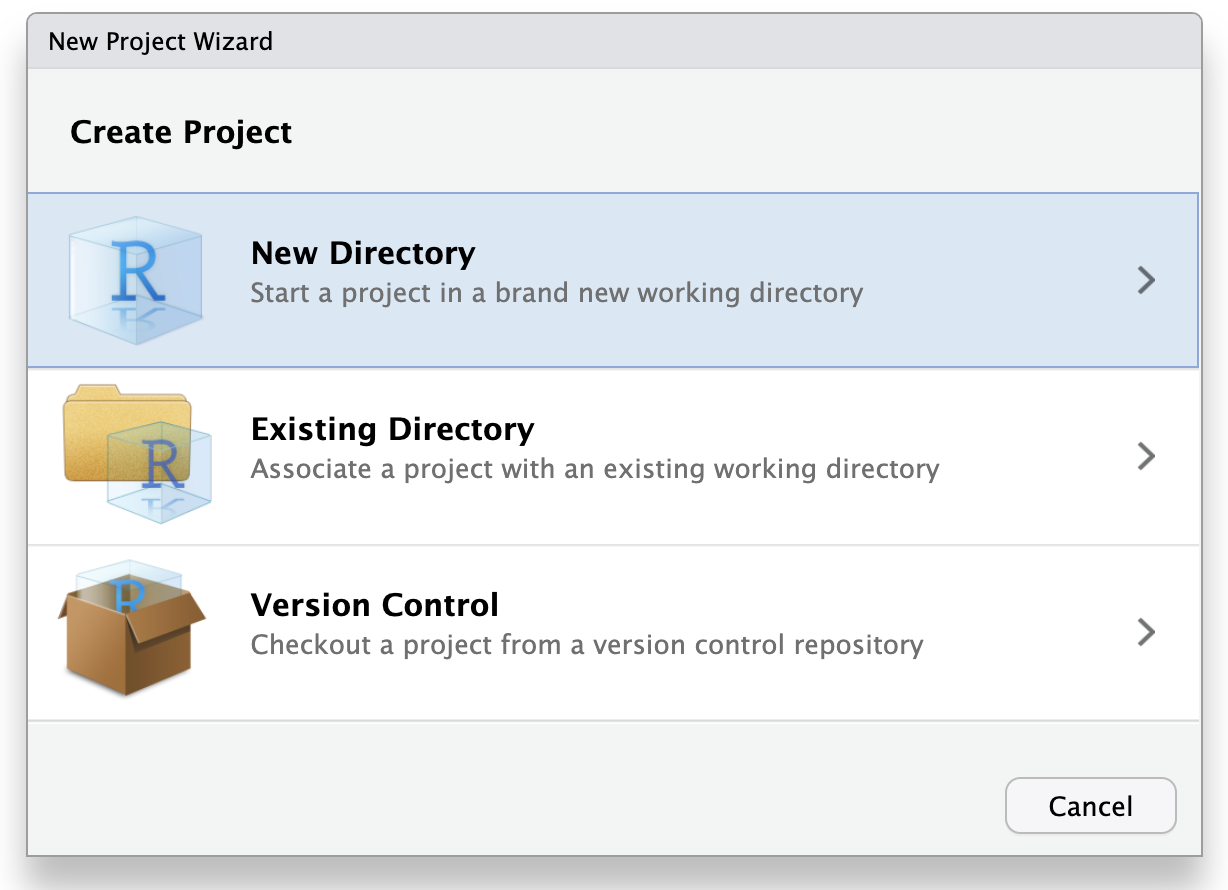 New Project Wizard
Create Project
R
New Directory
Start a project in a brand new working directory
R
Existing Directory
Associate a project with an existing working directory
R
Version Control
Checkout a project from a version control repository
Cancel